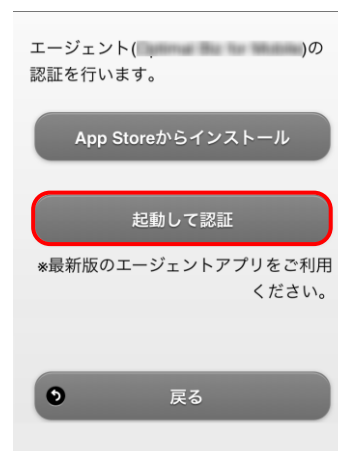 エージェント(                    )の
認証を行います。
App Storeからインストール
起動して認証
※最新版のエージェントアプリをご利用
ください。
戻る